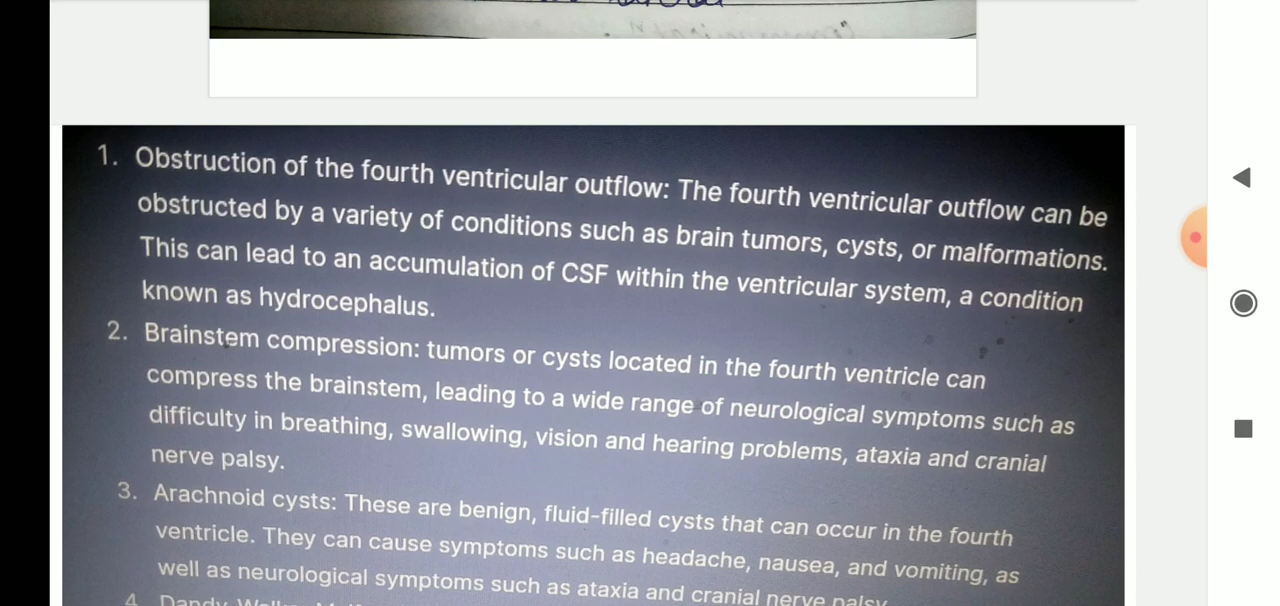 1. Obstruction of the fourth ventricular outflow: The fourth ventricular outflow can be
obstructed by a variety of conditions such as brain tumors, cysts, or malformations.
This can lead to an accumulation of CSF within the ventricular system, a condition
known as hydrocephalus.
2. Brainstem compression: tumors or cysts located in the fourth ventricle can
compress the brainstem, leading to a wide range of neurological symptoms such as
difficulty in breathing, swallowing, vision and hearing problems, ataxia and cranial
nerve palsy.
3. Arachnoid cysts: These are benign, fluid-filled cysts that can occur in the fourth
ventricle. They can cause symptoms such as headache, nausea, and vomiting, as
well as neurological symptoms such as ataxia and cranial nerve palsy
4. Dandy-Walker